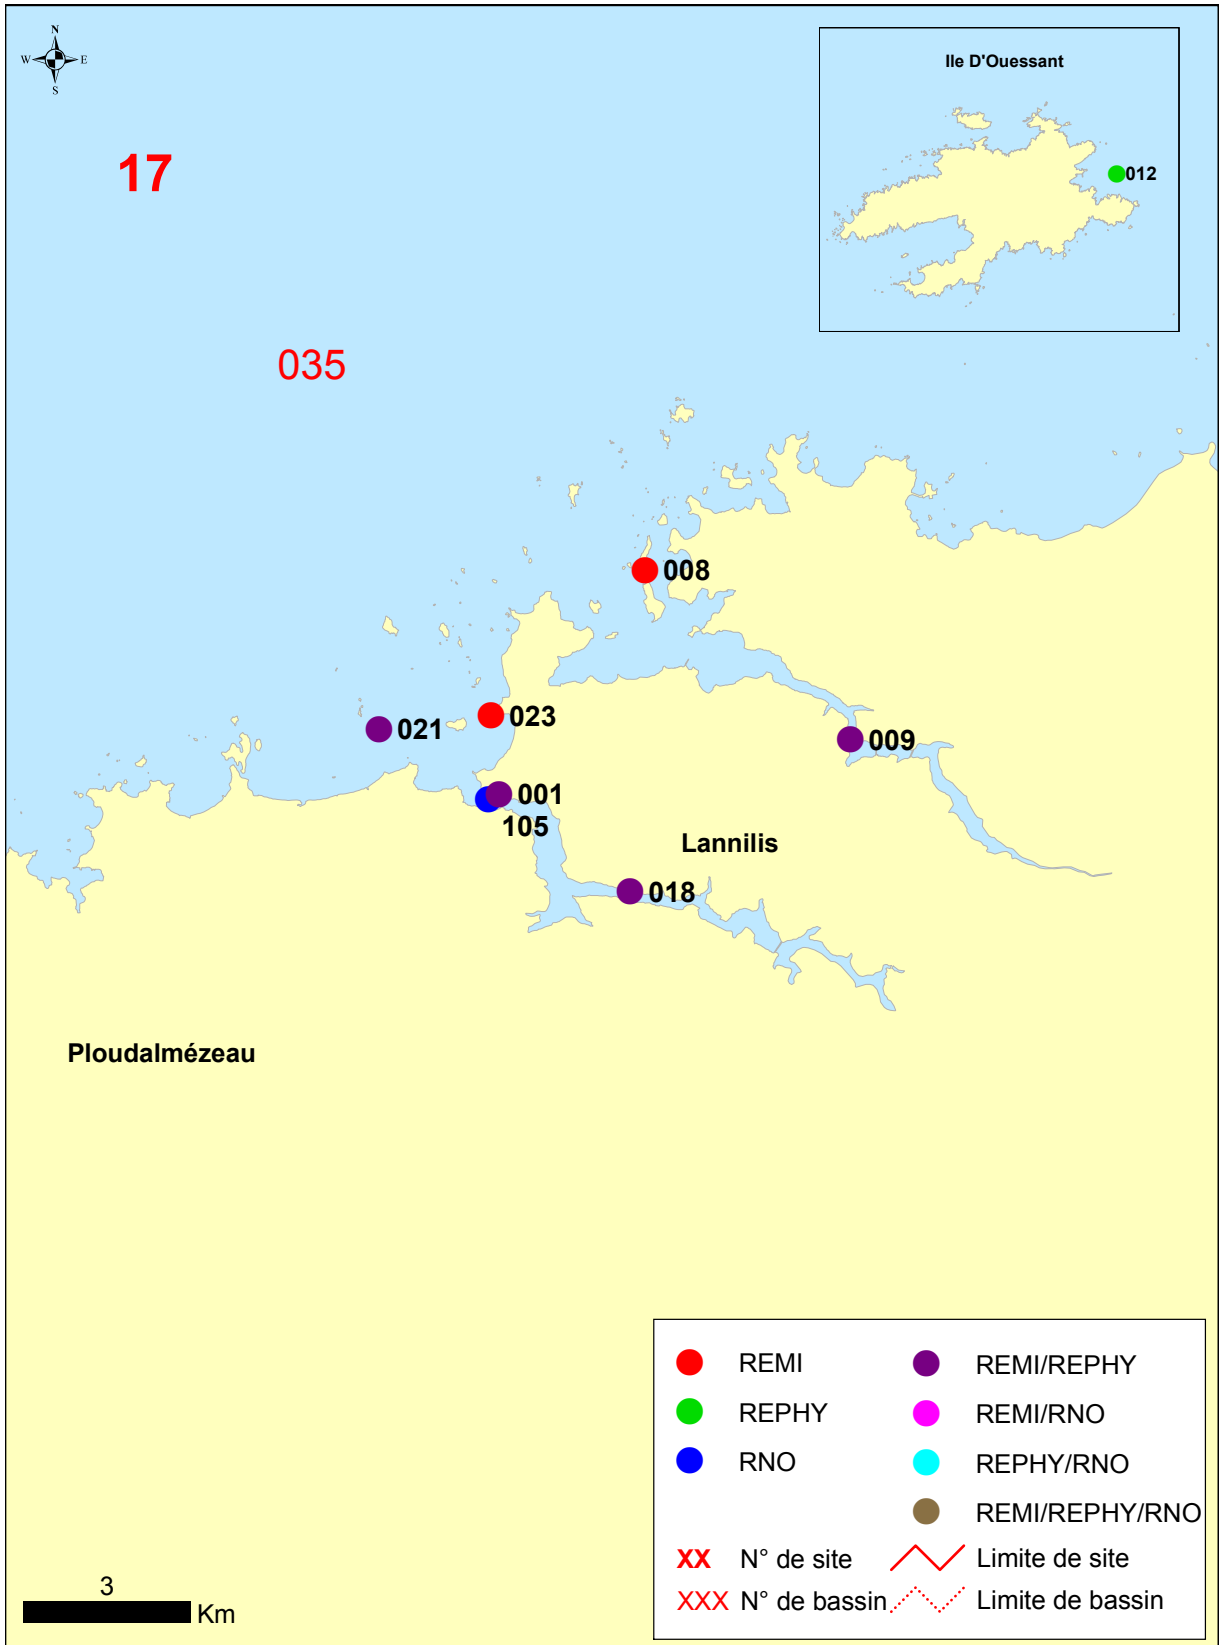 N
W E
S
Ile D'Ouessant
012
17
035
008
023
021
009
001
105
Lannilis
018
Ploudalmézeau
REMI
REMI/REPHY
REPHY
REMI/RNO
RNO
REPHY/RNO
REMI/REPHY/RNO
XX N° de site
Limite de site
XXX N° de bassin
Limite de bassin
3
Km